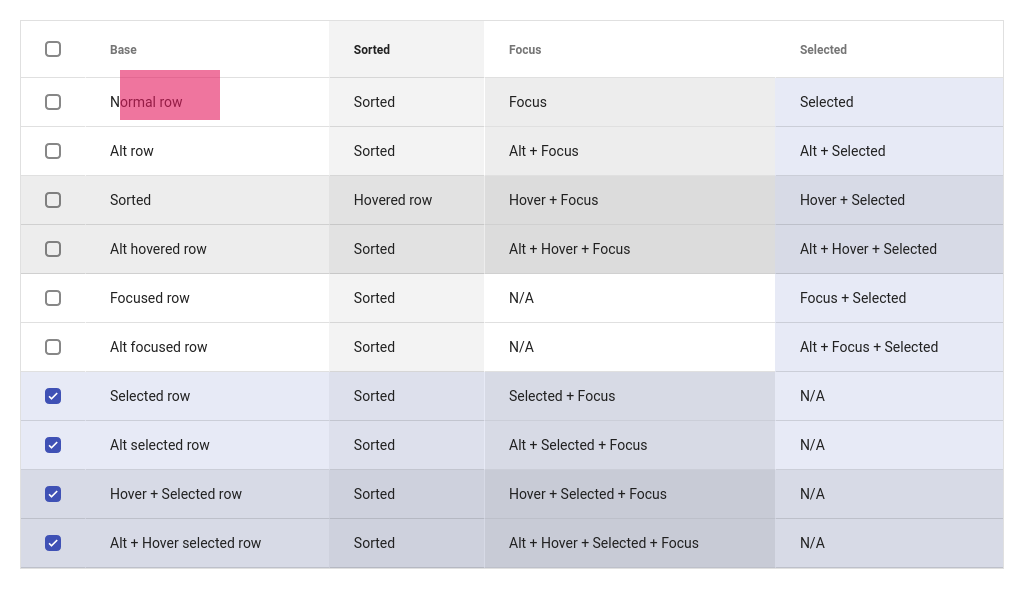 Base Sorted Focus Selected
Normal row Sorted Focus Selected
Alt row Sorted Alt + Focus Alt + Selected
Sorted Hovered row Hover + Focus Hover + Selected
Alt hovered row Sorted Alt + Hover + Focus Alt + Hover + Selected
Focused row Sorted N/A Focus + Selected
Alt focused row Sorted N/A Alt + Focus + Selected
Selected row Sorted Selected + Focus N/A
Alt selected row Sorted Alt + Selected + Focus N/A
Hover + Selected row Sorted Hover + Selected + Focus N/A
Alt + Hover selected row Sorted Alt + Hover + Selected + Focus N/A